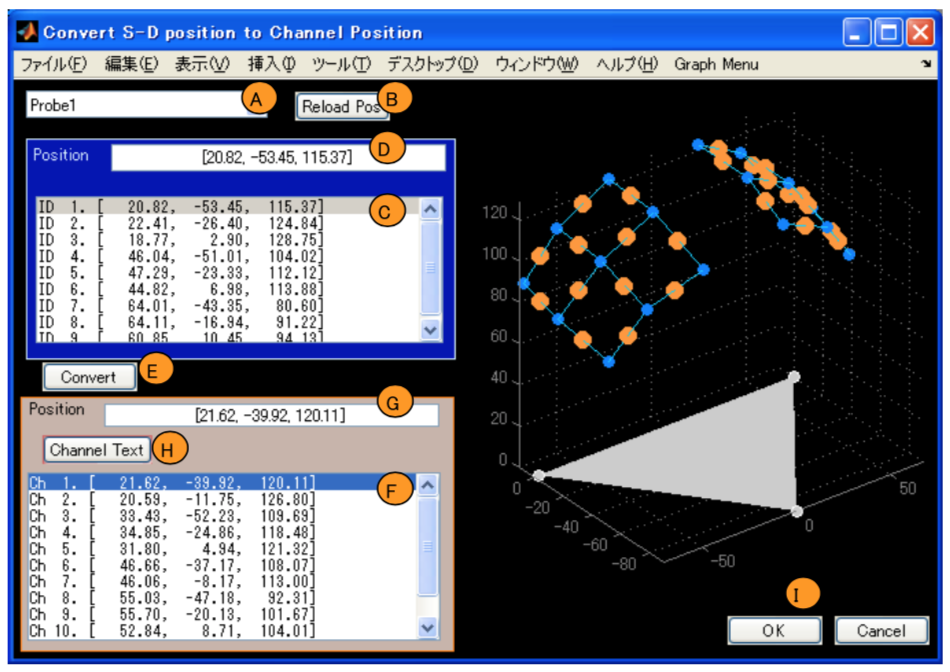 Convert S-D position to Channel Position
ファイル(F) 編集(E) 表示(V) 挿入(I) ツール(T) デスクトップ(D) ウィンドウ(W) ヘルプ(H) Graph Menu
Probe1 A Reload Pos B
Position [20.82, -53.45, 115.37] D
ID 1. [ 20.82, -53.45, 115.37] C
ID 2. [ 22.41, -26.40, 124.84]
ID 3. [ 18.77, 2.90, 128.75]
ID 4. [ 46.04, -51.01, 104.02]
ID 5. [ 47.29, -23.33, 112.12]
ID 6. [ 44.82, 6.98, 113.88]
ID 7. [ 64.01, -43.35, 80.60]
ID 8. [ 64.11, -16.94, 91.22]
ID 9. 60.85 10.45 94.13]
Convert E
Position [21.62, -39.92, 120.11] G
Channel Text H
Ch 1. [ 21.62, -39.92, 120.11] F
Ch 2. [ 20.59, -11.75, 126.80]
Ch 3. [ 33.43, -52.23, 109.69]
Ch 4. [ 34.85, -24.86, 118.48]
Ch 5. [ 31.80, 4.94, 121.32]
Ch 6. [ 46.66, -37.17, 108.07]
Ch 7. [ 46.06, -8.17, 113.00]
Ch 8. [ 55.03, -47.18, 92.31]
Ch 9. [ 55.70, -20.13, 101.67]
Ch 10. [ 52.84, 8.71, 104.01]
120
100
80
60
40
20
0
0
-20
-40
-60
-80
-50
0
50
I
OK Cancel